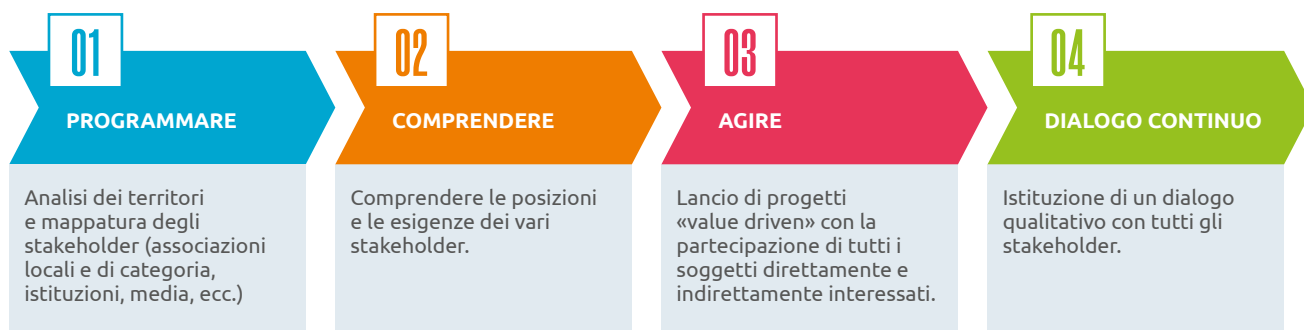 01
PROGRAMMARE
Analisi dei territori
e mappatura degli
stakeholder (associazioni
locali e di categoria,
istituzioni, media, ecc.)
02
COMPRENDERE
Comprendere le posizioni
e le esigenze dei vari
stakeholder.
03
AGIRE
Lancio di progetti
«value driven» con la
partecipazione di tutti i
soggetti direttamente e
indirettamente interessati.
04
DIALOGO CONTINUO
Istituzione di un dialogo
qualitativo con tutti gli
stakeholder.